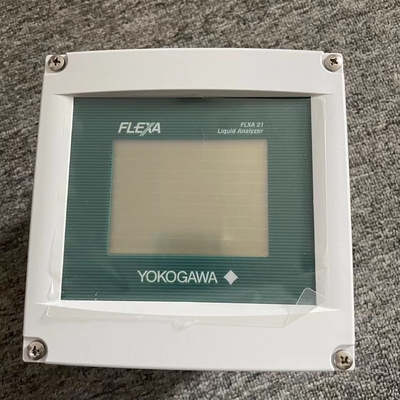 FLEXA
FLXA 21
Liquid Analyzer
YOKOGAWA